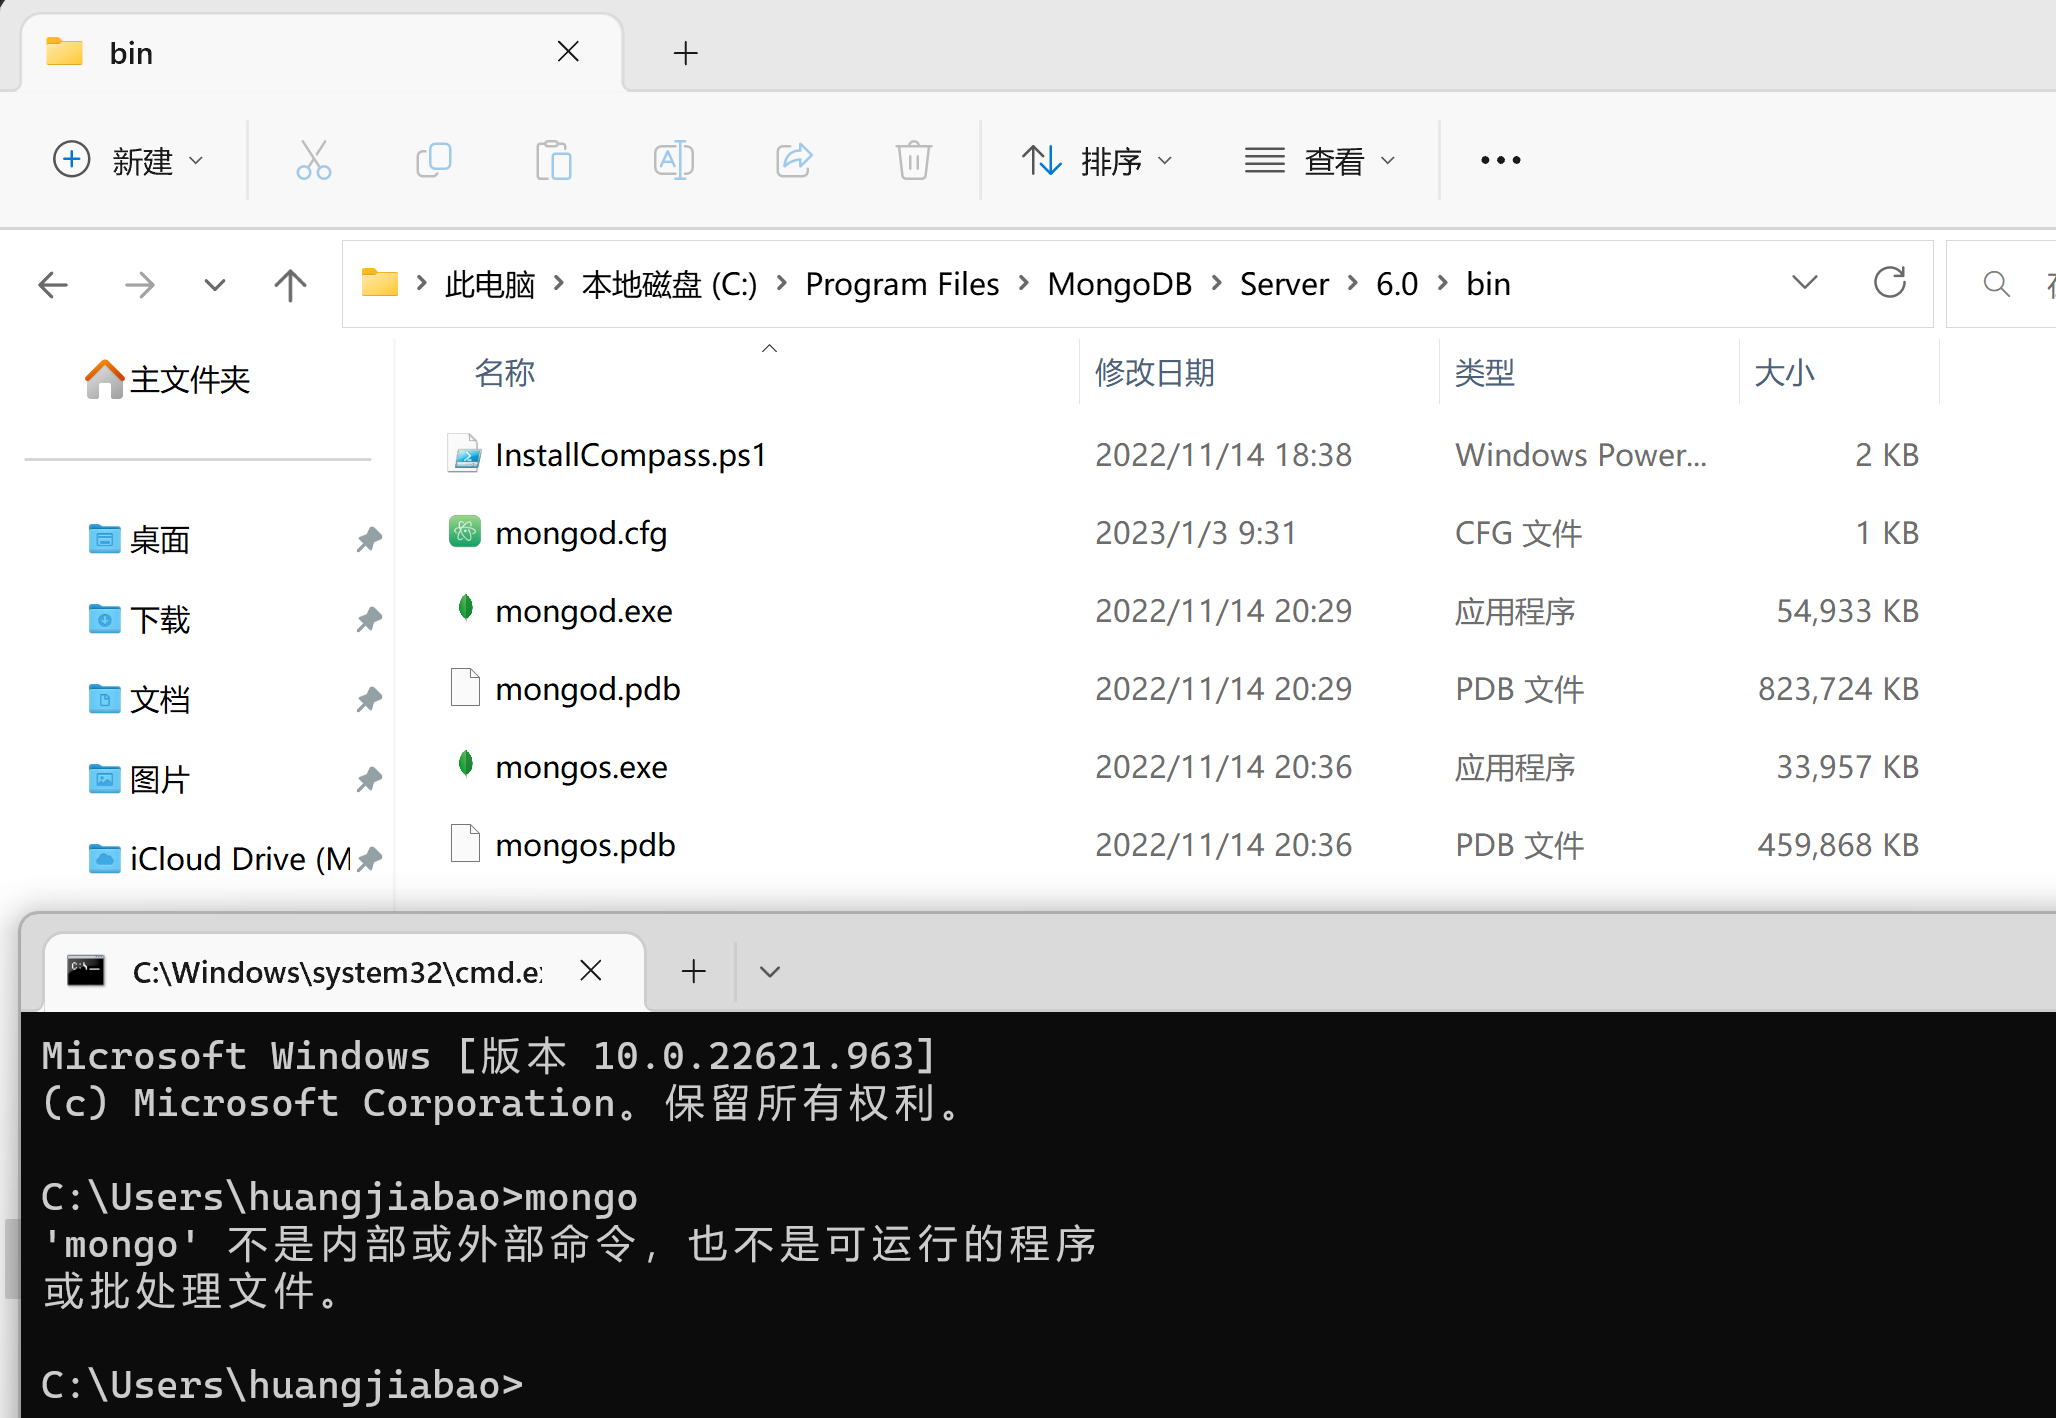 bin
新建
排序
查看
此电脑 本地磁盘 (C:) Program Files MongoDB Server 6.0 bin
主文件夹
桌面
下载
文档
图片
iCloud Drive (M
名称 修改日期 类型 大小
InstallCompass.ps1 2022/11/14 18:38 Windows Power... 2 KB
mongod.cfg 2023/1/3 9:31 CFG 文件 1 KB
mongod.exe 2022/11/14 20:29 应用程序 54,933 KB
mongod.pdb 2022/11/14 20:29 PDB 文件 823,724 KB
mongos.exe 2022/11/14 20:36 应用程序 33,957 KB
mongos.pdb 2022/11/14 20:36 PDB 文件 459,868 KB
C:\Windows\system32\cmd.e
Microsoft Windows [版本 10.0.22621.963]
(c) Microsoft Corporation。保留所有权利。
C:\Users\huangjiabao>mongo
'mongo' 不是内部或外部命令，也不是可运行的程序
或批处理文件。
C:\Users\huangjiabao>